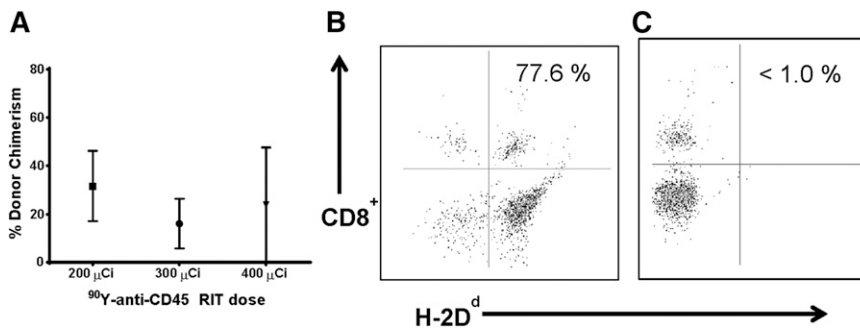 A
B
C
80
60
40
20
0
% Donor Chimerism
200 µCi
300 µCi
400 µCi
⁹⁰Y-anti-CD45 RIT dose
77.6 %
< 1.0 %
CD8⁺
H-2Dᵈ